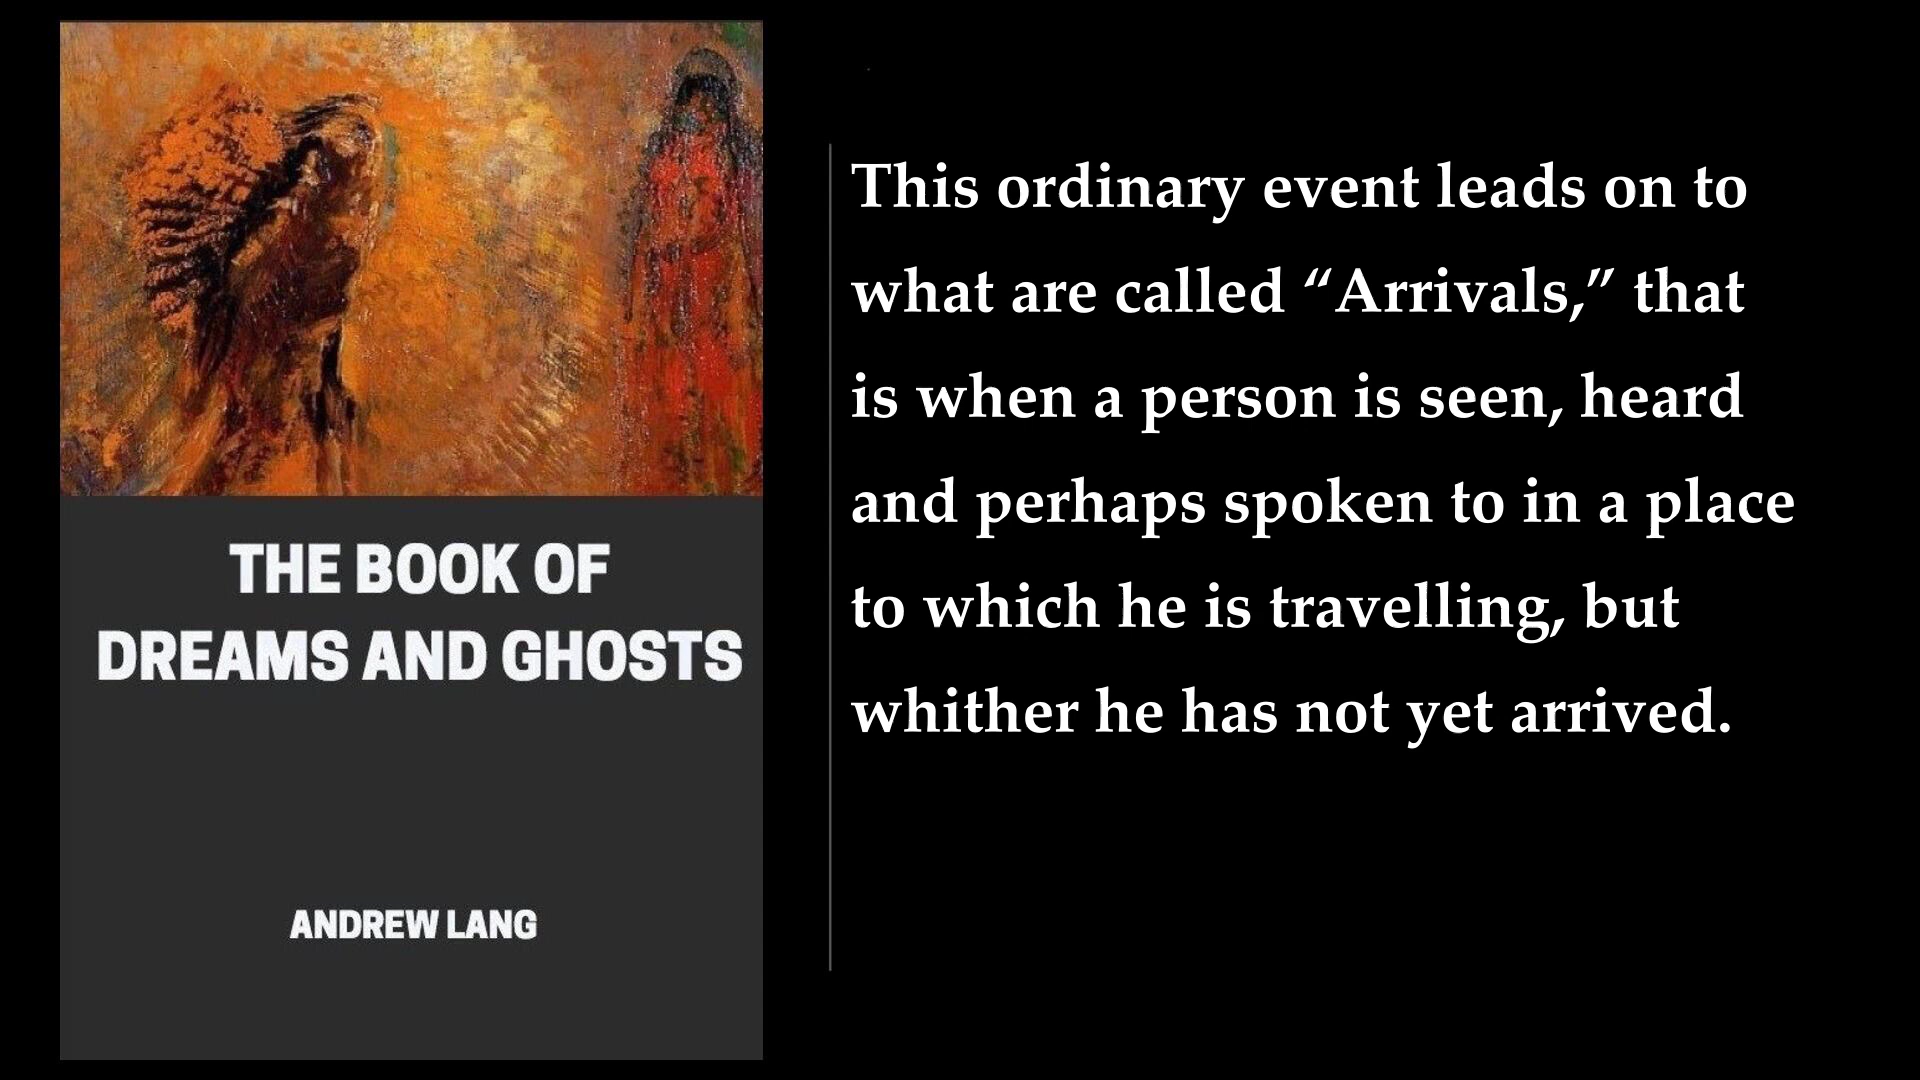 THE BOOK OF
DREAMS AND GHOSTS
ANDREW LANG
This ordinary event leads on to
what are called “Arrivals,” that
is when a person is seen, heard
and perhaps spoken to in a place
to which he is travelling, but
whither he has not yet arrived.